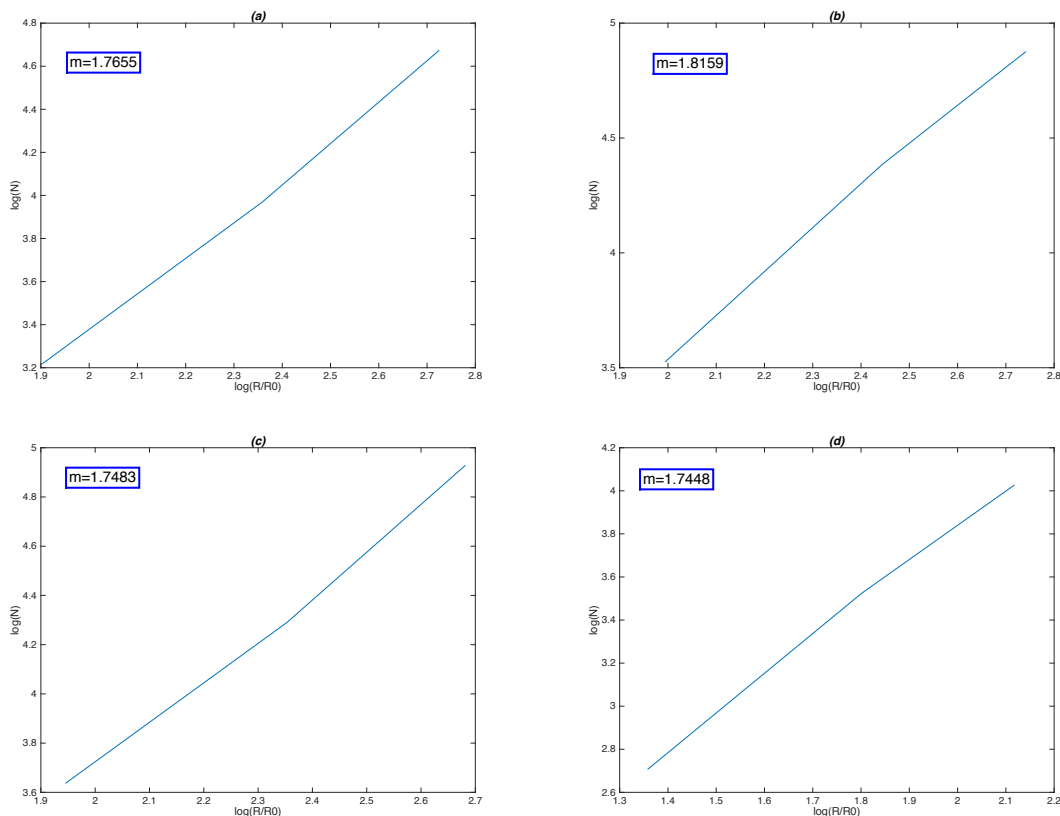 (a)
m=1.7655
4.8
4.6
4.4
4.2
4
3.8
3.6
3.4
3.2
log(N)
1.9 2 2.1 2.2 2.3 2.4 2.5 2.6 2.7 2.8
log(R/R0)
(b)
m=1.8159
5
4.5
4
3.5
log(N)
1.9 2 2.1 2.2 2.3 2.4 2.5 2.6 2.7 2.8
log(R/R0)
(c)
m=1.7483
5
4.8
4.6
4.4
4.2
4
3.8
3.6
log(N)
1.9 2 2.1 2.2 2.3 2.4 2.5 2.6 2.7
log(R/R0)
(d)
m=1.7448
4.2
4
3.8
3.6
3.4
3.2
3
2.8
2.6
log(N)
1.3 1.4 1.5 1.6 1.7 1.8 1.9 2 2.1 2.2
log(R/R0)